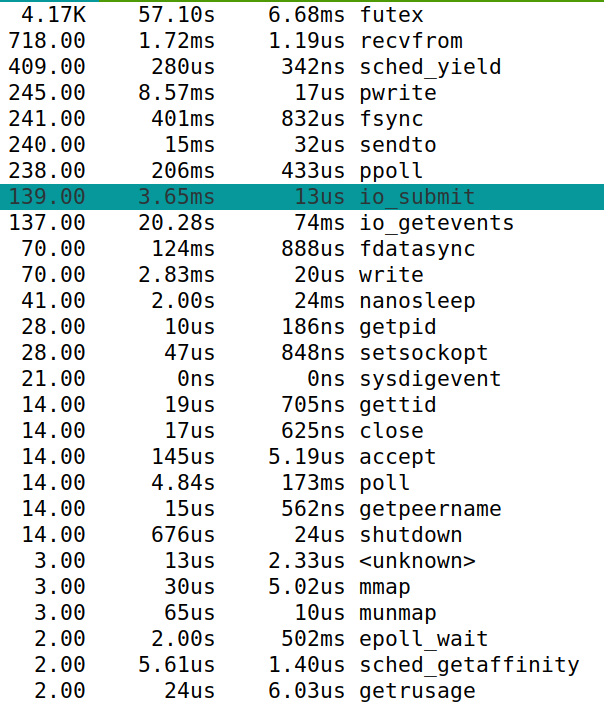 4.17K 57.10s 6.68ms futex
718.00 1.72ms 1.19us recvfrom
409.00 280us 342ns sched_yield
245.00 8.57ms 17us pwrite
241.00 401ms 832us fsync
240.00 15ms 32us sendto
238.00 206ms 433us ppoll
139.00 3.65ms 13us io_submit
137.00 20.28s 74ms io_getevents
70.00 124ms 888us fdatasync
70.00 2.83ms 20us write
41.00 2.00s 24ms nanosleep
28.00 10us 186ns getpid
28.00 47us 848ns setsockopt
21.00 0ns 0ns sysdigevent
14.00 19us 705ns gettid
14.00 17us 625ns close
14.00 145us 5.19us accept
14.00 4.84s 173ms poll
14.00 15us 562ns getpeername
14.00 676us 24us shutdown
3.00 13us 2.33us <unknown>
3.00 30us 5.02us mmap
3.00 65us 10us munmap
2.00 2.00s 502ms epoll_wait
2.00 5.61us 1.40us sched_getaffinity
2.00 24us 6.03us getrusage